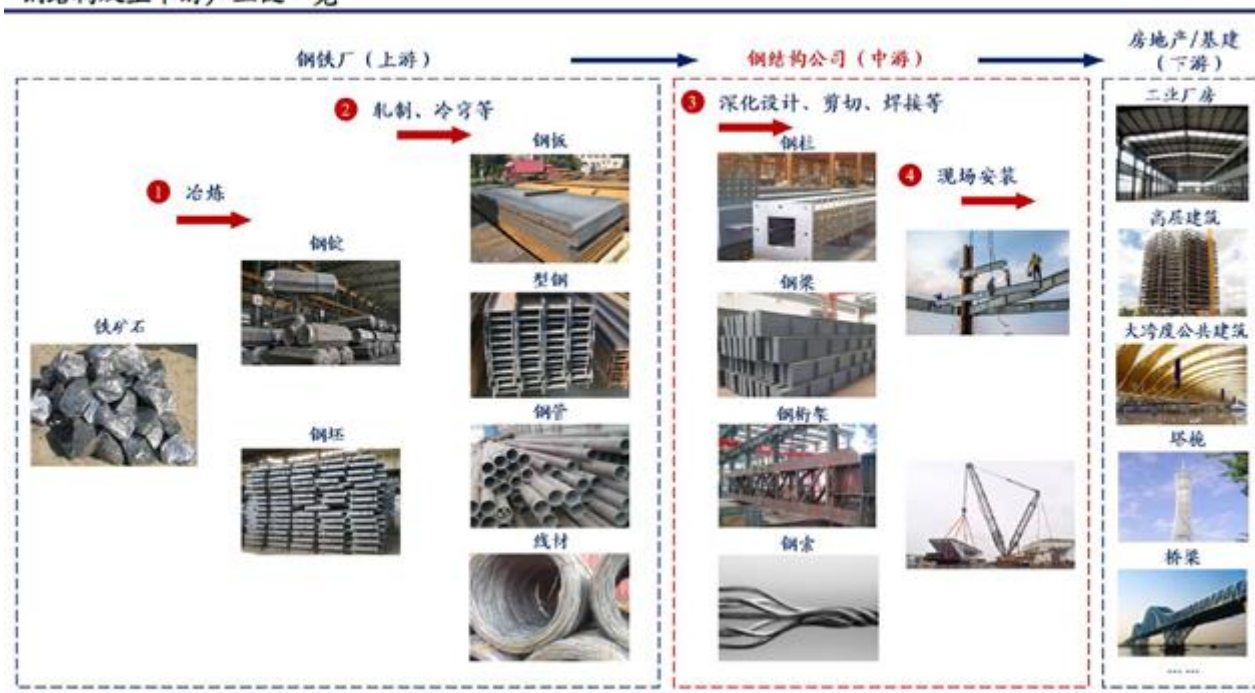 钢铁厂（上游）
钢结构公司（中游）
房地产/基建
（下游）
① 冶炼
② 轧制、冷弯等
③ 深化设计、剪切、焊接等
④ 现场安装
铁矿石
钢锭
钢坯
钢板
型钢
钢管
线材
钢柱
钢梁
钢桁架
钢索
工业厂房
高层建筑
大跨度公共建筑
塔桅
桥梁
……